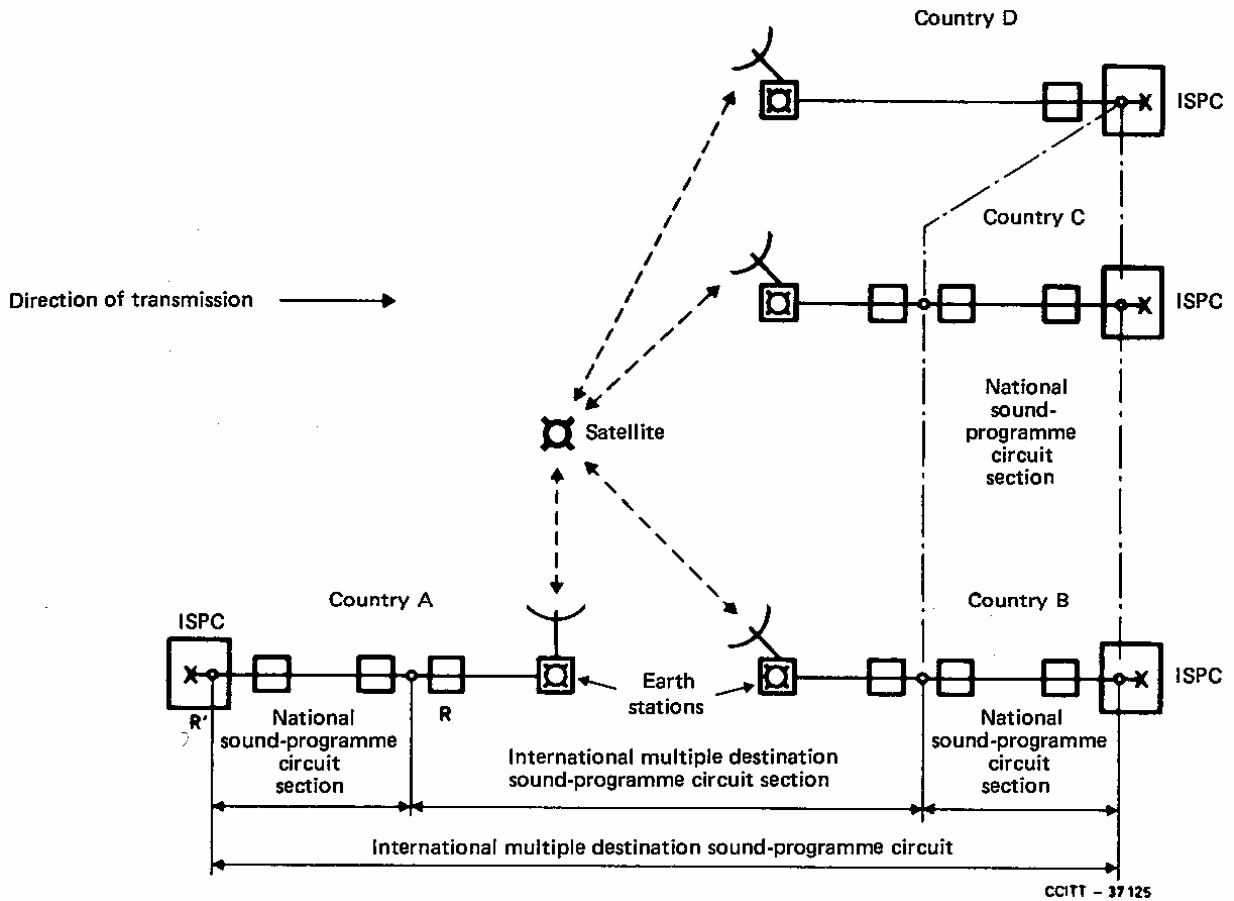 Country D
ISPC
Country C
Direction of transmission
ISPC
National
sound-
programme
circuit
section
Satellite
Country A
Country B
ISPC
Earth
stations
ISPC
R
R'
National
sound-programme
circuit
section
International multiple destination
sound-programme circuit section
National
sound-programme
circuit
section
International multiple destination sound-programme circuit
CCITT – 37125